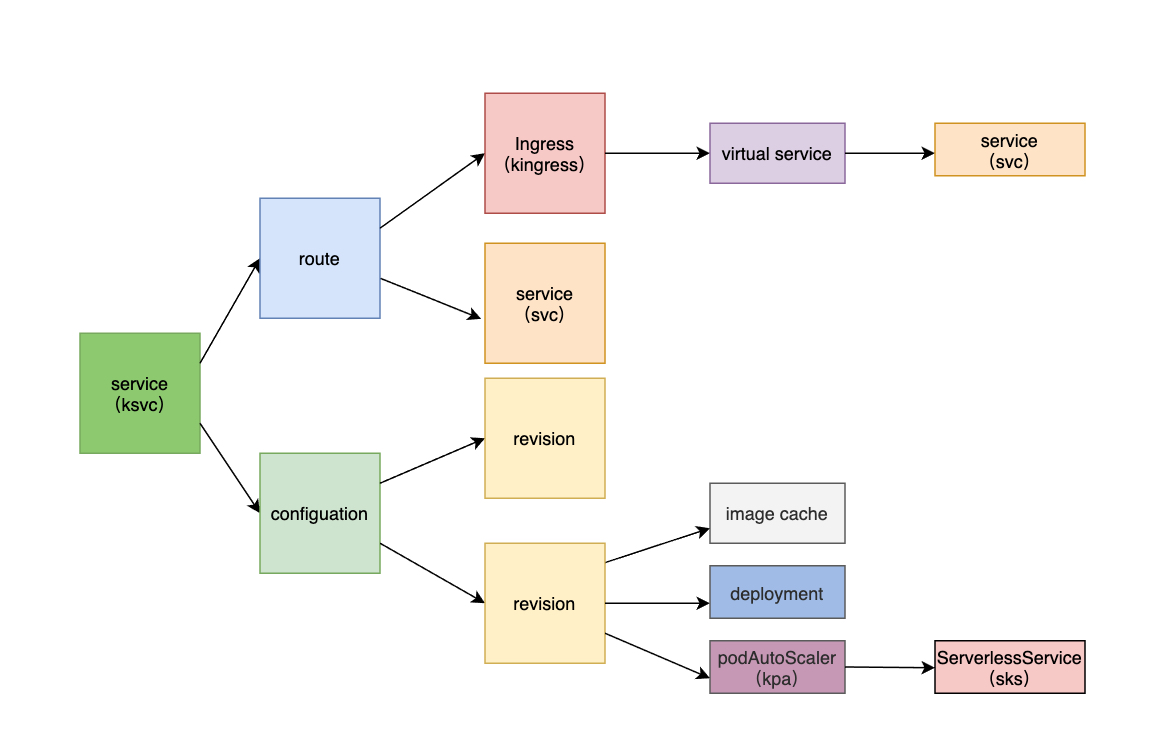 Ingress
(kingress)
virtual service
service
(svc)
route
service
(svc)
service
(ksvc)
revision
configuation
image cache
revision
deployment
podAutoScaler
(kpa)
ServerlessService
(sks)